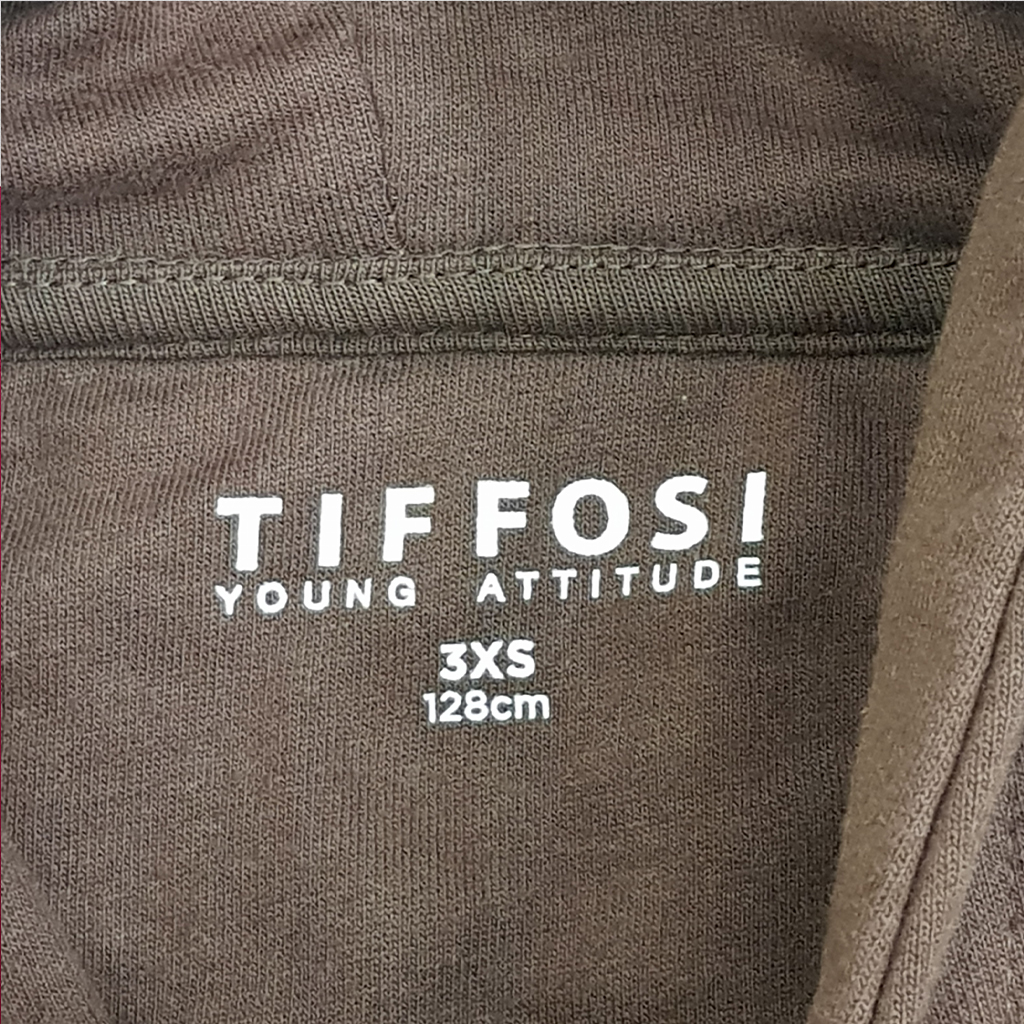 TIFFOSI
YOUNG ATTITUDE
3XS
128cm